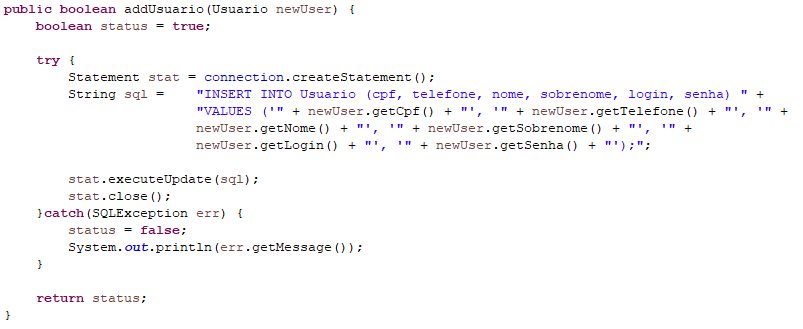 public boolean addUsuario(Usuario newUser) {
    boolean status = true;

    try {
        Statement stat = connection.createStatement();
        String sql =    "INSERT INTO Usuario (cpf, telefone, nome, sobrenome, login, senha) " +
                        "VALUES ('" + newUser.getCpf() + "', '" + newUser.getTelefone() + "', '" +
                        newUser.getNome() + "', '" + newUser.getSobrenome() + "', '" +
                        newUser.getLogin() + "', '" + newUser.getSenha() + "');";

        stat.executeUpdate(sql);
        stat.close();
    }catch(SQLException err) {
        status = false;
        System.out.println(err.getMessage());
    }

    return status;
}